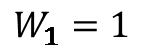 W₁ = 1